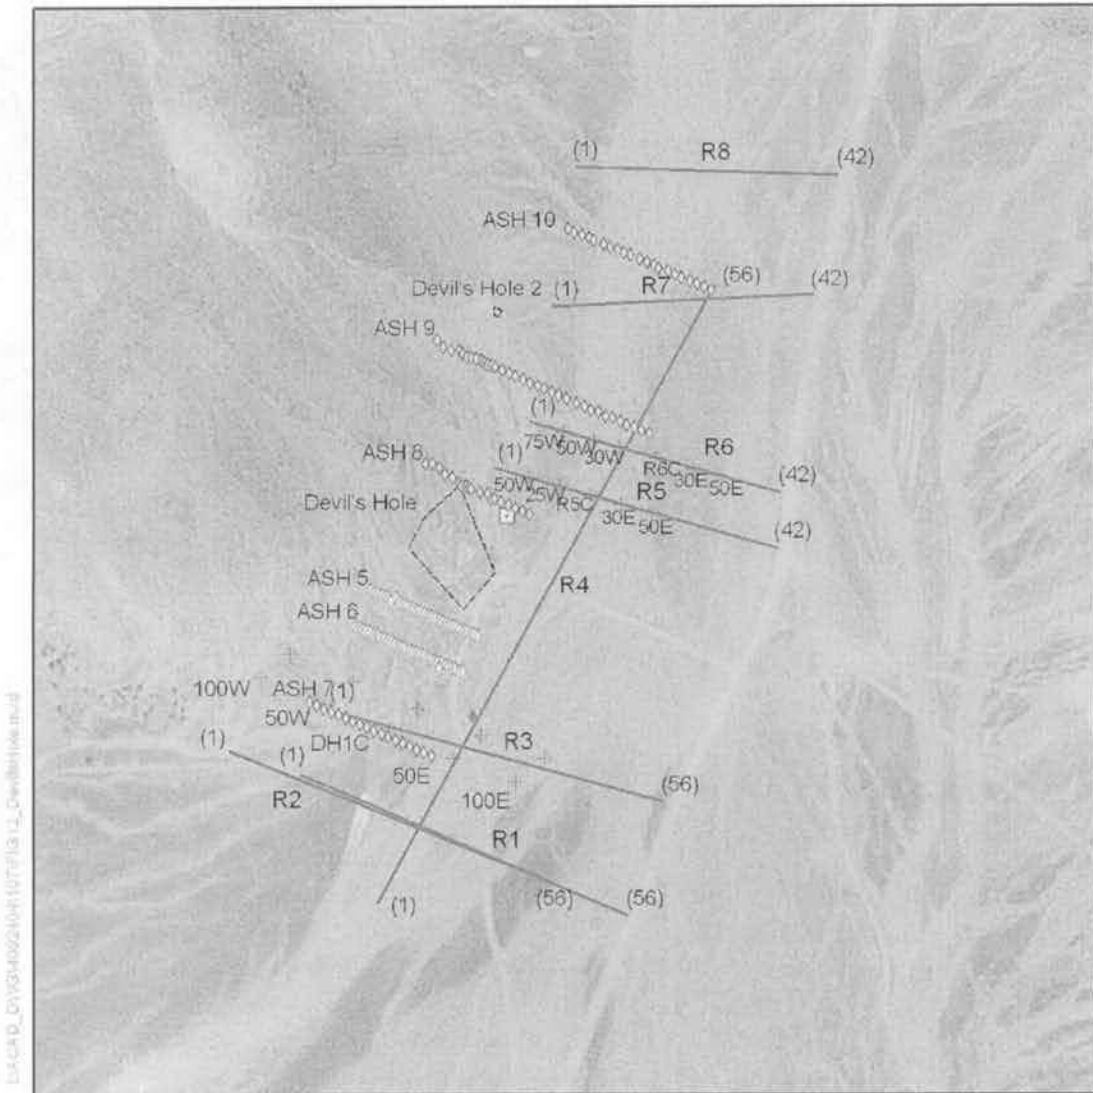 (1)
R8
(42)
ASH 10
(56)
R7
(42)
Devil's Hole 2
(1)
ASH 9
(1)
75W
50W
30W
R6
R6C
30E
50E
(42)
ASH 8
(1)
50W
25W
R5C
R5
30E
50E
(42)
Devil's Hole
ASH 5
R4
ASH 6
100W
ASH 7
(1)
50W
DH1C
R3
50E
100E
(56)
(1)
(1)
R2
R1
(56)
(56)
(1)